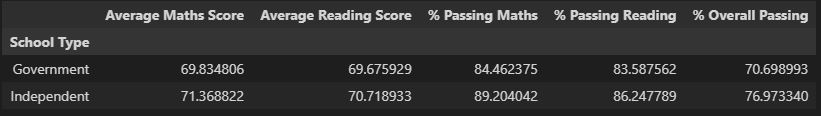 Average Maths Score Average Reading Score % Passing Maths % Passing Reading % Overall Passing
School Type
Government 69.834806 69.675929 84.462375 83.587562 70.698993
Independent 71.368822 70.718933 89.204042 86.247789 76.973340